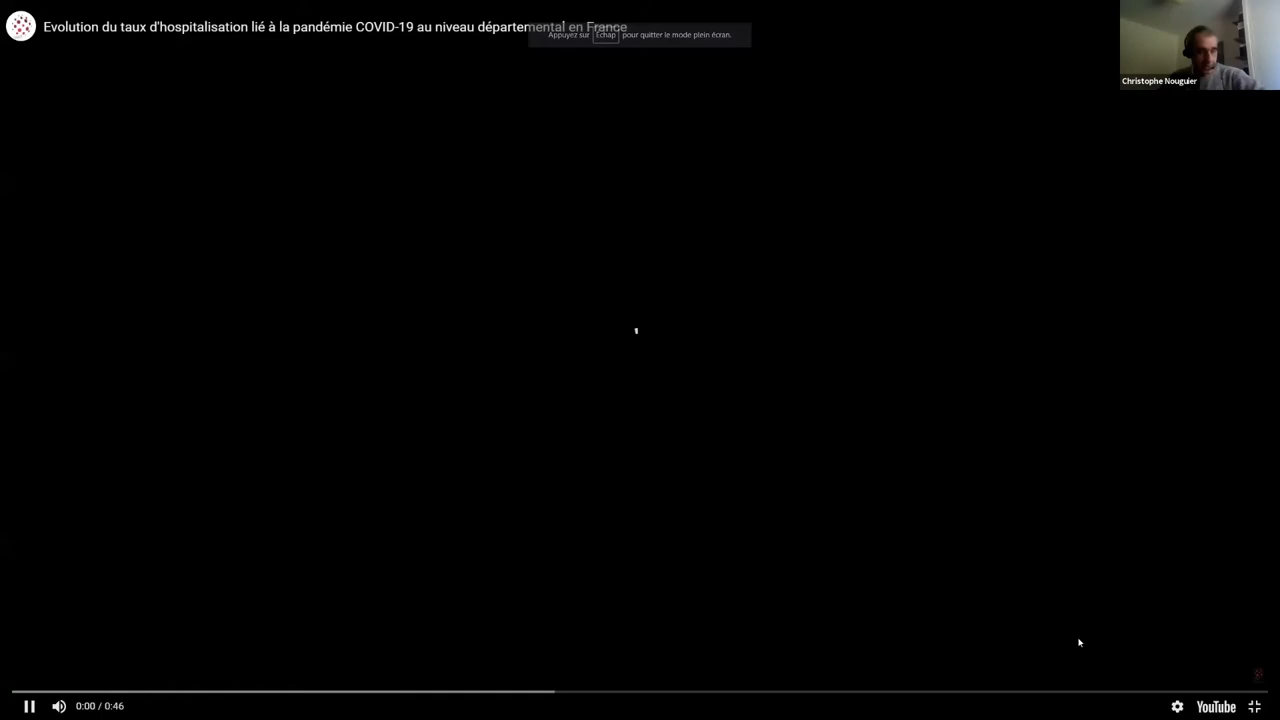 Evolution du taux d'hospitalisation lié à la pandémie COVID-19 au niveau départemental en France
Appuyez sur Échap pour quitter le mode plein écran.
Christophe Nouguier
0:00 / 0:46
YouTube